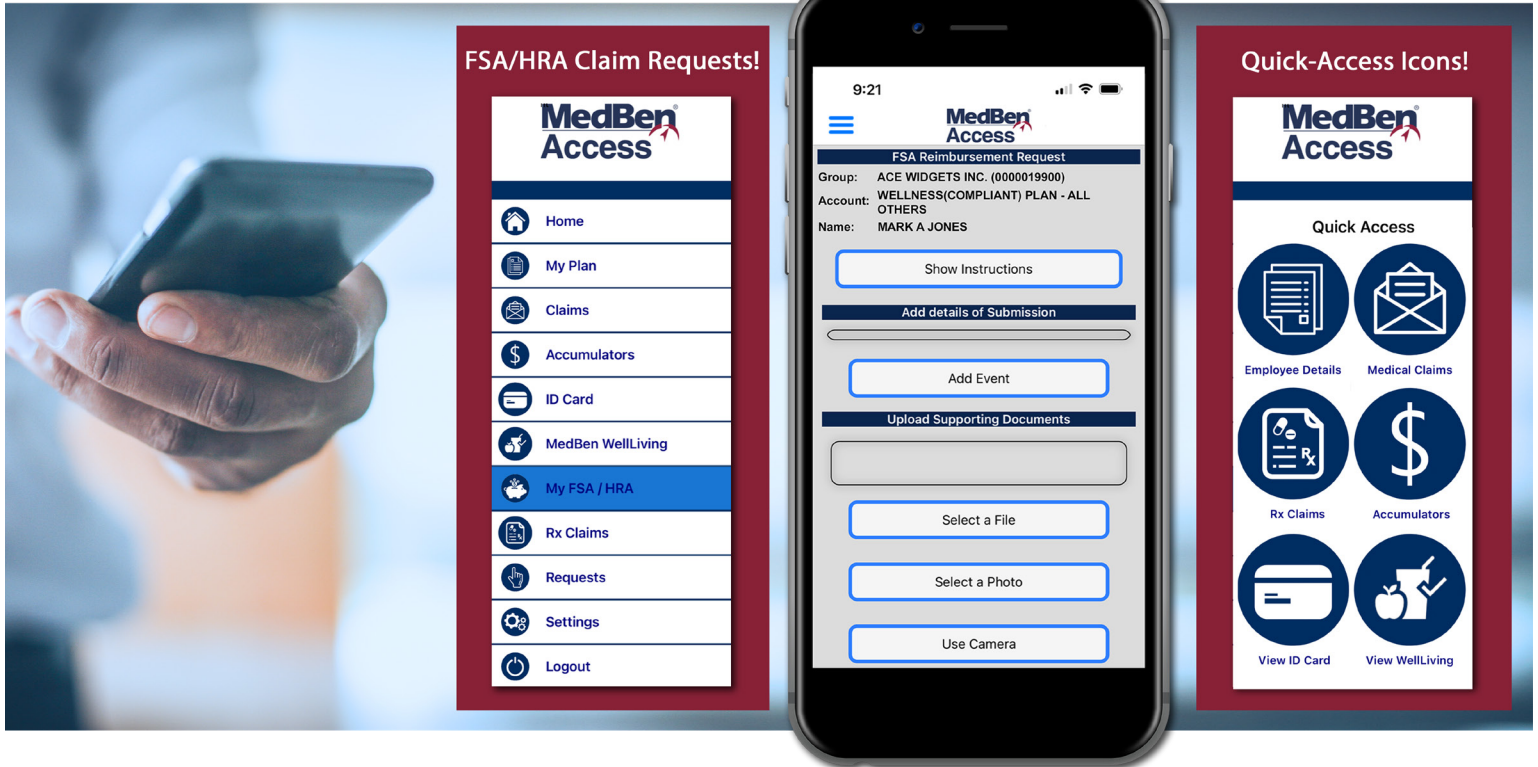 FSA/HRA Claim Requests!
MedBen®
Access
Home
My Plan
Claims
Accumulators
ID Card
MedBen WellLiving
My FSA / HRA
Rx Claims
Requests
Settings
Logout
9:21
MedBen
Access
FSA Reimbursement Request
Group: ACE WIDGETS INC. (0000019900)
Account: WELLNESS(COMPLIANT) PLAN - ALL
OTHERS
Name: MARK A JONES
Show Instructions
Add details of Submission
Add Event
Upload Supporting Documents
Select a File
Select a Photo
Use Camera
Quick-Access Icons!
MedBen®
Access
Quick Access
Employee Details Medical Claims
Rx
Rx Claims Accumulators
View ID Card View WellLiving